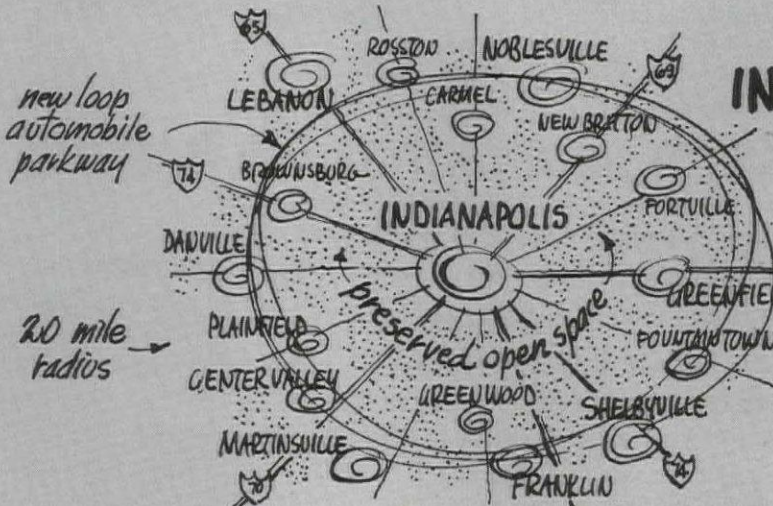 65
ROSSTON
NOBLESVILLE
69
IN
LEBANON
CARMEL
NEW BRITTON
new loop
automobile
parkway
74
BROWNSBURG
FORTVILLE
INDIANAPOLIS
DANVILLE
GREENFIE
preserved open space
20 mile
radius
PLAINFIELD
FOUNTAINTOWN
CENTER VALLEY
GREENWOOD
SHELBYVILLE
MARTINSVILLE
74
70
FRANKLIN